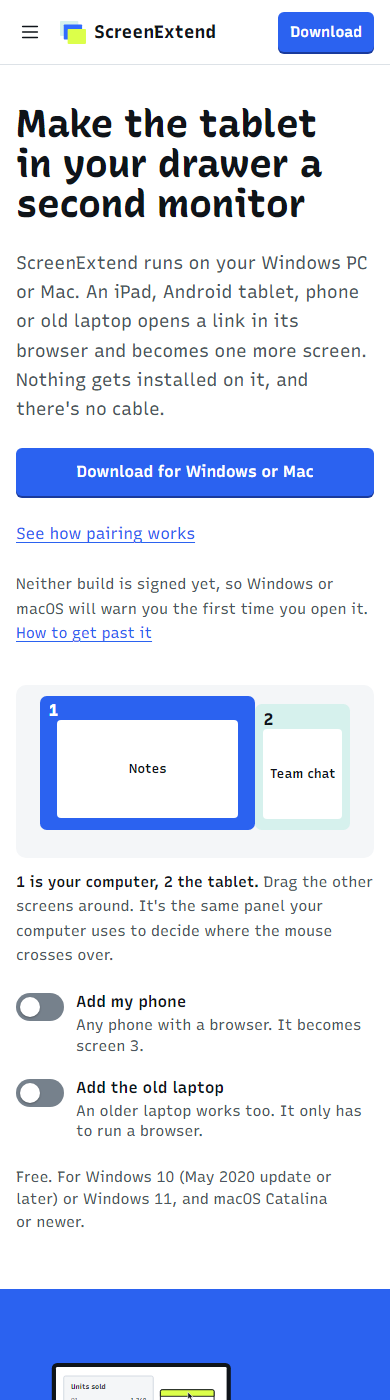 ScreenExtend
Download
Make the tablet
in your drawer a
second monitor
ScreenExtend runs on your Windows PC
or Mac. An iPad, Android tablet, phone
or old laptop opens a link in its
browser and becomes one more screen.
Nothing gets installed on it, and
there's no cable.
Download for Windows or Mac
See how pairing works
Neither build is signed yet, so Windows or
macOS will warn you the first time you open it.
How to get past it
1
2
Notes
Team chat
1 is your computer, 2 the tablet. Drag the other
screens around. It's the same panel your
computer uses to decide where the mouse
crosses over.
Add my phone
Any phone with a browser. It becomes
screen 3.
Add the old laptop
An older laptop works too. It only has
to run a browser.
Free. For Windows 10 (May 2020 update or
later) or Windows 11, and macOS Catalina
or newer.
Units sold